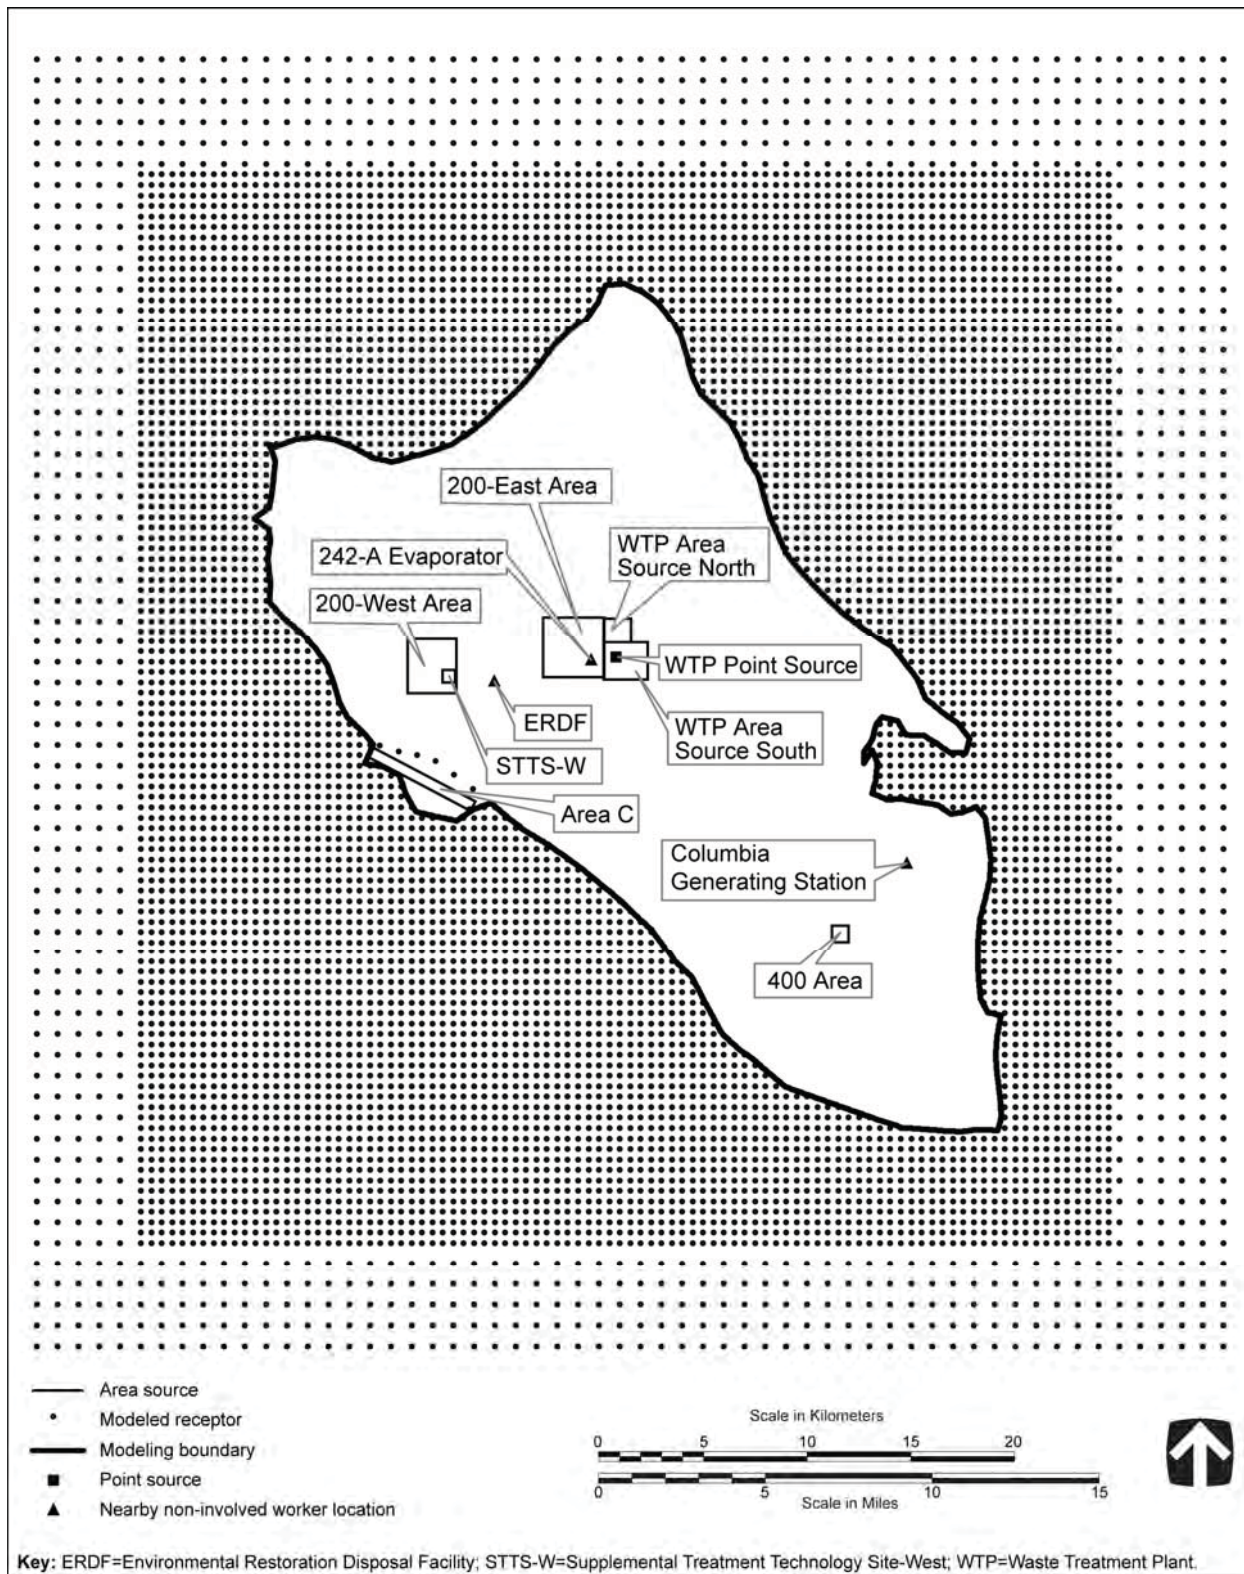 200-East Area
242-A Evaporator
WTP Area
Source North
200-West Area
WTP Point Source
ERDF
WTP Area
Source South
STTS-W
Area C
Columbia
Generating Station
400 Area
Area source
Modeled receptor
Modeling boundary
Point source
Nearby non-involved worker location
Scale in Kilometers
0 5 10 15 20
0 5 10 15
Scale in Miles
Key: ERDF=Environmental Restoration Disposal Facility; STTS-W=Supplemental Treatment Technology Site-West; WTP=Waste Treatment Plant.